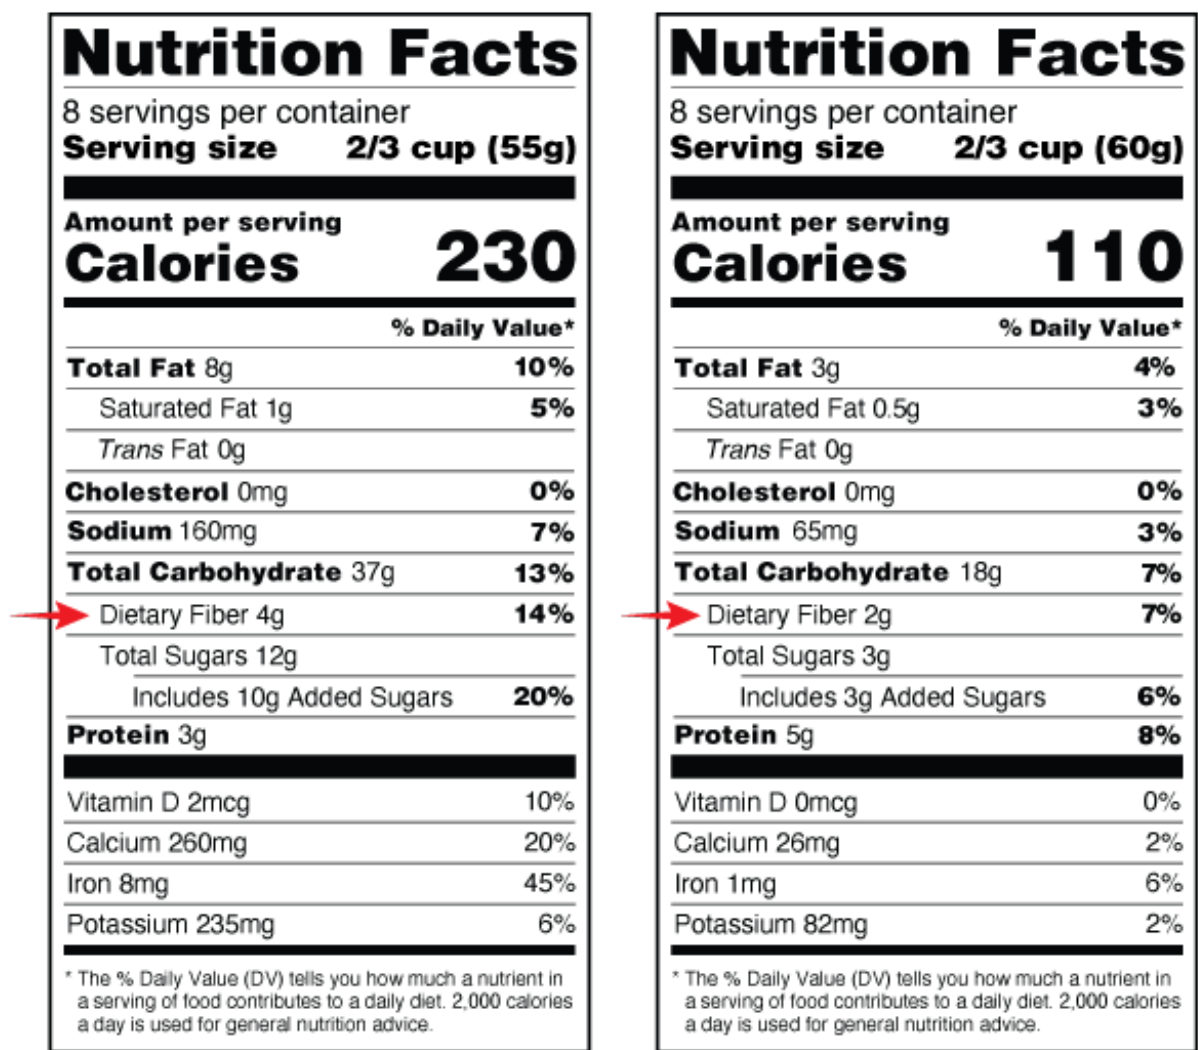 Nutrition Facts
8 servings per container
Serving size 2/3 cup (55g)
Amount per serving
Calories 230
% Daily Value*
Total Fat 8g 10%
Saturated Fat 1g 5%
Trans Fat 0g
Cholesterol 0mg 0%
Sodium 160mg 7%
Total Carbohydrate 37g 13%
Dietary Fiber 4g 14%
Total Sugars 12g
Includes 10g Added Sugars 20%
Protein 3g
Vitamin D 2mcg 10%
Calcium 260mg 20%
Iron 8mg 45%
Potassium 235mg 6%
* The % Daily Value (DV) tells you how much a nutrient in
a serving of food contributes to a daily diet. 2,000 calories
a day is used for general nutrition advice.
Nutrition Facts
8 servings per container
Serving size 2/3 cup (60g)
Amount per serving
Calories 110
% Daily Value*
Total Fat 3g 4%
Saturated Fat 0.5g 3%
Trans Fat 0g
Cholesterol 0mg 0%
Sodium 65mg 3%
Total Carbohydrate 18g 7%
Dietary Fiber 2g 7%
Total Sugars 3g
Includes 3g Added Sugars 6%
Protein 5g 8%
Vitamin D 0mcg 0%
Calcium 26mg 2%
Iron 1mg 6%
Potassium 82mg 2%
* The % Daily Value (DV) tells you how much a nutrient in
a serving of food contributes to a daily diet. 2,000 calories
a day is used for general nutrition advice.